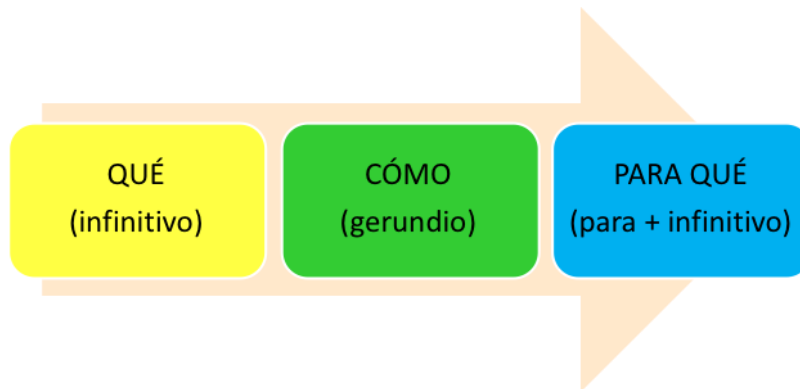 QUÉ
(infinitivo)
CÓMO
(gerundio)
PARA QUÉ
(para + infinitivo)